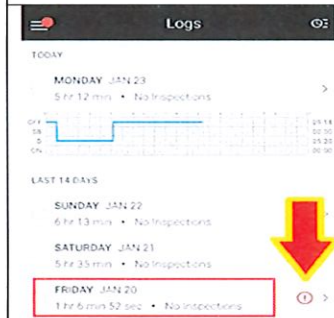 Logs
TODAY
MONDAY JAN 23
5 hr 12 min • No Inspections
OFF
SB
D
ON
LAST 14 DAYS
SUNDAY JAN 22
6 hr 13 min • No Inspections
SATURDAY JAN 21
5 hr 35 min • No Inspections
FRIDAY JAN 20
1 hr 6 min 52 sec • No Inspections